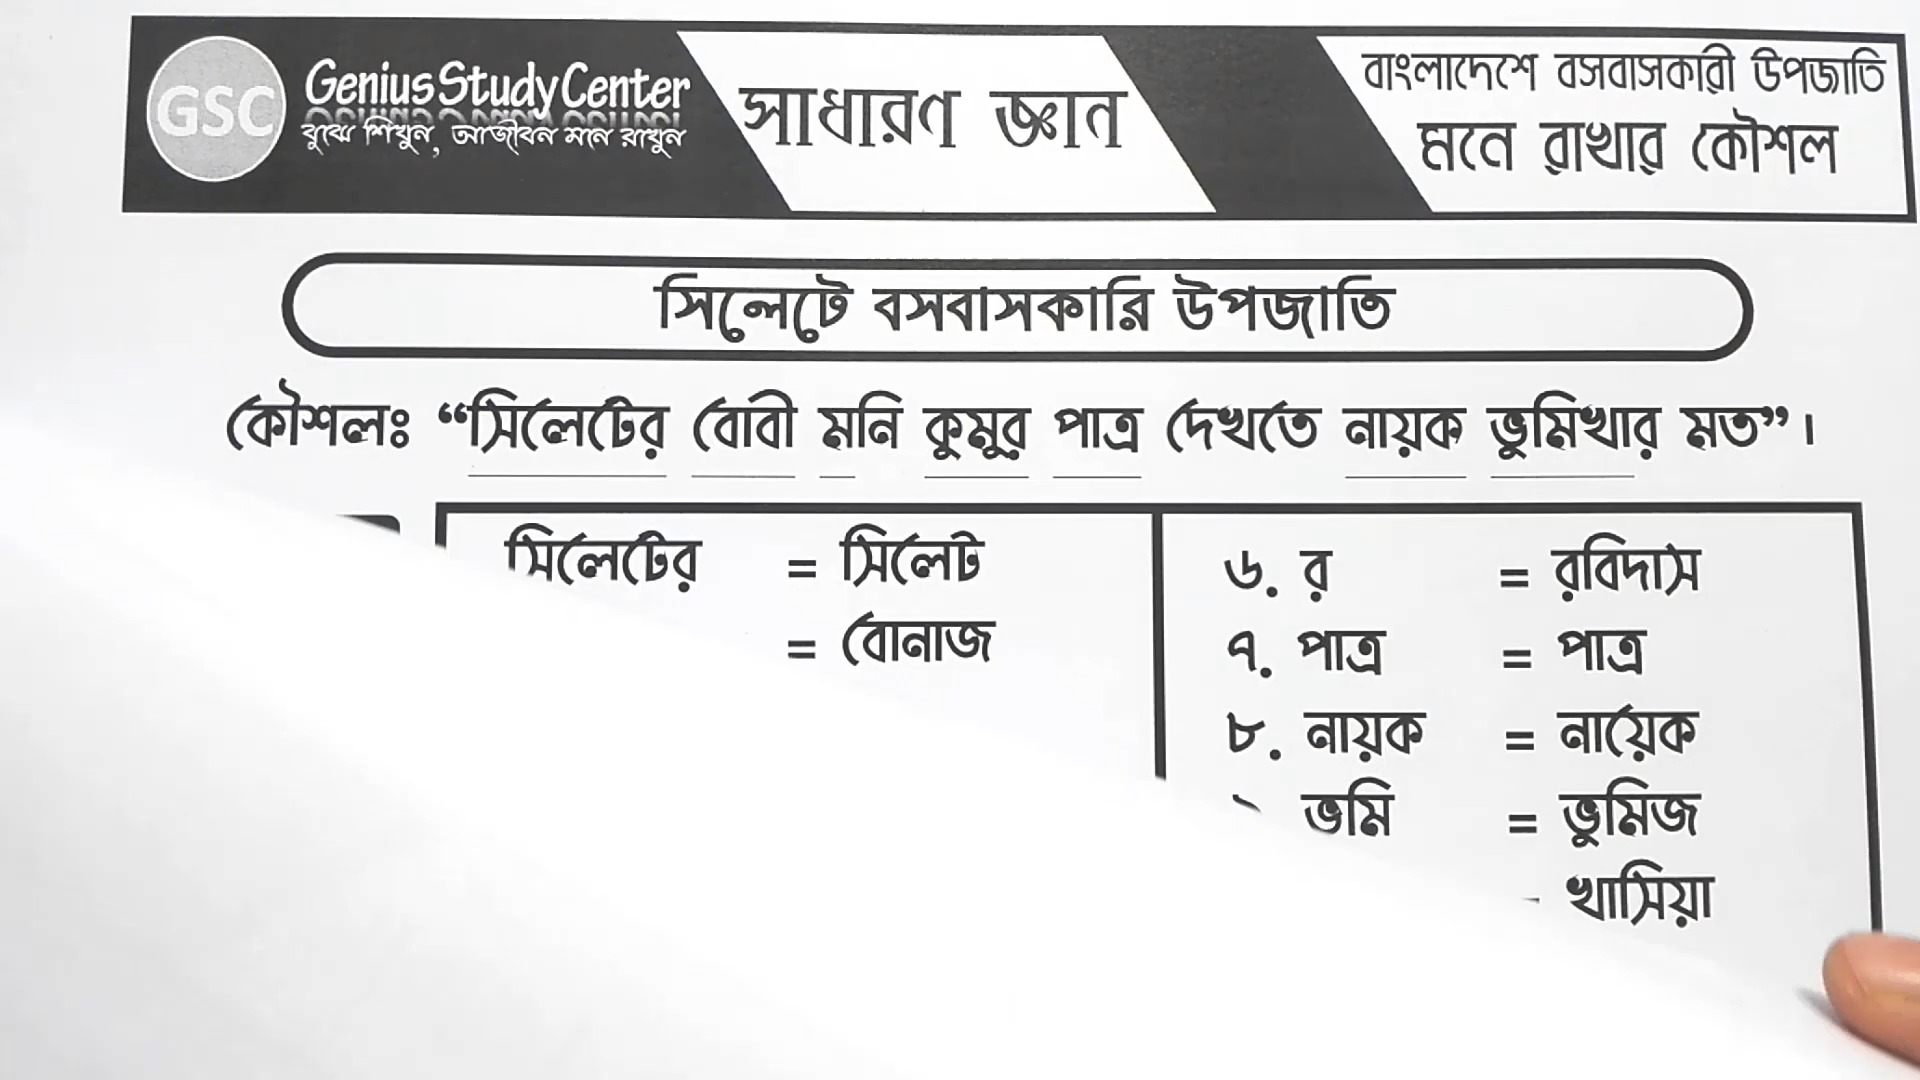 GSC
Genius Study Center
বুঝে শিখুন, আজীবন মনে রাখুন
সাধারণ জ্ঞান
বাংলাদেশে বসবাসকারী উপজাতি
মনে রাখার কৌশল
সিলেটে বসবাসকারি উপজাতি
কৌশলঃ “সিলেটের বোবী মনি কুমুর পাত্র দেখতে নায়ক ভুমিখার মত”।
সিলেটের = সিলেট
= বোনাজ
৬. র = রবিদাস
৭. পাত্র = পাত্র
৮. নায়ক = নায়েক
ভুমি = ভুমিজ
খাসিয়া